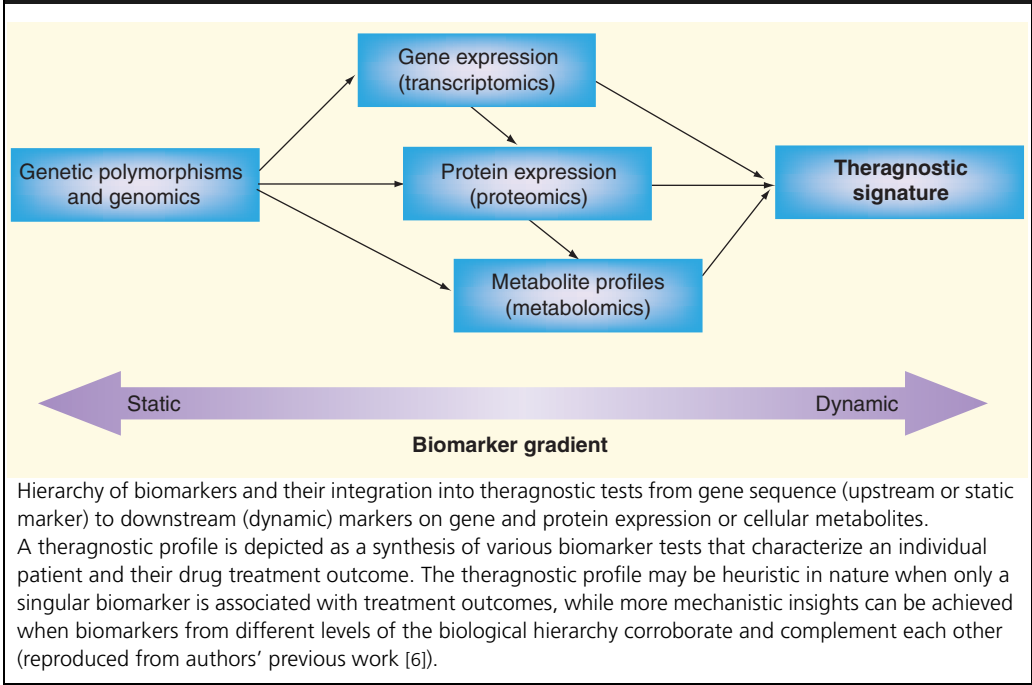 Gene expression
(transcriptomics)
Genetic polymorphisms
and genomics
Protein expression
(proteomics)
Theragnostic
signature
Metabolite profiles
(metabolomics)
Static
Dynamic
Biomarker gradient
Hierarchy of biomarkers and their integration into theragnostic tests from gene sequence (upstream or static
marker) to downstream (dynamic) markers on gene and protein expression or cellular metabolites.
A theragnostic profile is depicted as a synthesis of various biomarker tests that characterize an individual
patient and their drug treatment outcome. The theragnostic profile may be heuristic in nature when only a
singular biomarker is associated with treatment outcomes, while more mechanistic insights can be achieved
when biomarkers from different levels of the biological hierarchy corroborate and complement each other
(reproduced from authors’ previous work [6]).